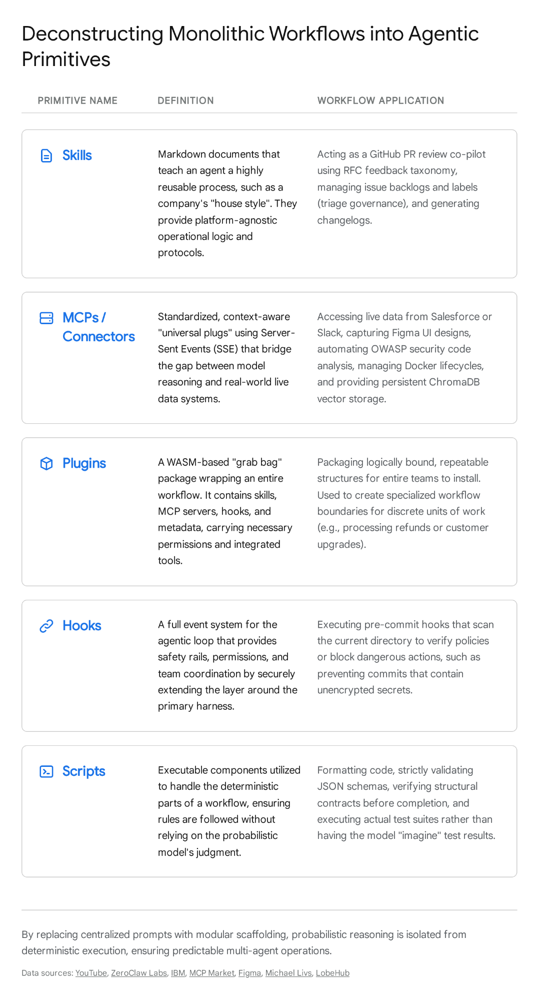 Deconstructing Monolithic Workflows into Agentic
Primitives
PRIMITIVE NAME
DEFINITION
WORKFLOW APPLICATION
Skills
Markdown documents that
teach an agent a highly
reusable process, such as a
company's "house style". They
provide platform-agnostic
operational logic and
protocols.
Acting as a GitHub PR review co-pilot
using RFC feedback taxonomy,
managing issue backlogs and labels
(triage governance), and generating
changelogs.
MCPs /
Connectors
Standardized, context-aware
"universal plugs" using Server-
Sent Events (SSE) that bridge
the gap between model
reasoning and real-world live
data systems.
Accessing live data from Salesforce or
Slack, capturing Figma UI designs,
automating OWASP security code
analysis, managing Docker lifecycles,
and providing persistent ChromaDB
vector storage.
Plugins
A WASM-based "grab bag"
package wrapping an entire
workflow. It contains skills,
MCP servers, hooks, and
metadata, carrying necessary
permissions and integrated
tools.
Packaging logically bound, repeatable
structures for entire teams to install.
Used to create specialized workflow
boundaries for discrete units of work
(e.g., processing refunds or customer
upgrades).
Hooks
A full event system for the
agentic loop that provides
safety rails, permissions, and
team coordination by securely
extending the layer around the
primary harness.
Executing pre-commit hooks that scan
the current directory to verify policies
or block dangerous actions, such as
preventing commits that contain
unencrypted secrets.
Scripts
Executable components utilized
to handle the deterministic
parts of a workflow, ensuring
rules are followed without
relying on the probabilistic
model's judgment.
Formatting code, strictly validating
JSON schemas, verifying structural
contracts before completion, and
executing actual test suites rather than
having the model "imagine" test results.
By replacing centralized prompts with modular scaffolding, probabilistic reasoning is isolated from
deterministic execution, ensuring predictable multi-agent operations.
Data sources: YouTube, ZeroClaw Labs, IBM, MCP Market, Figma, Michael Livs, LobeHub